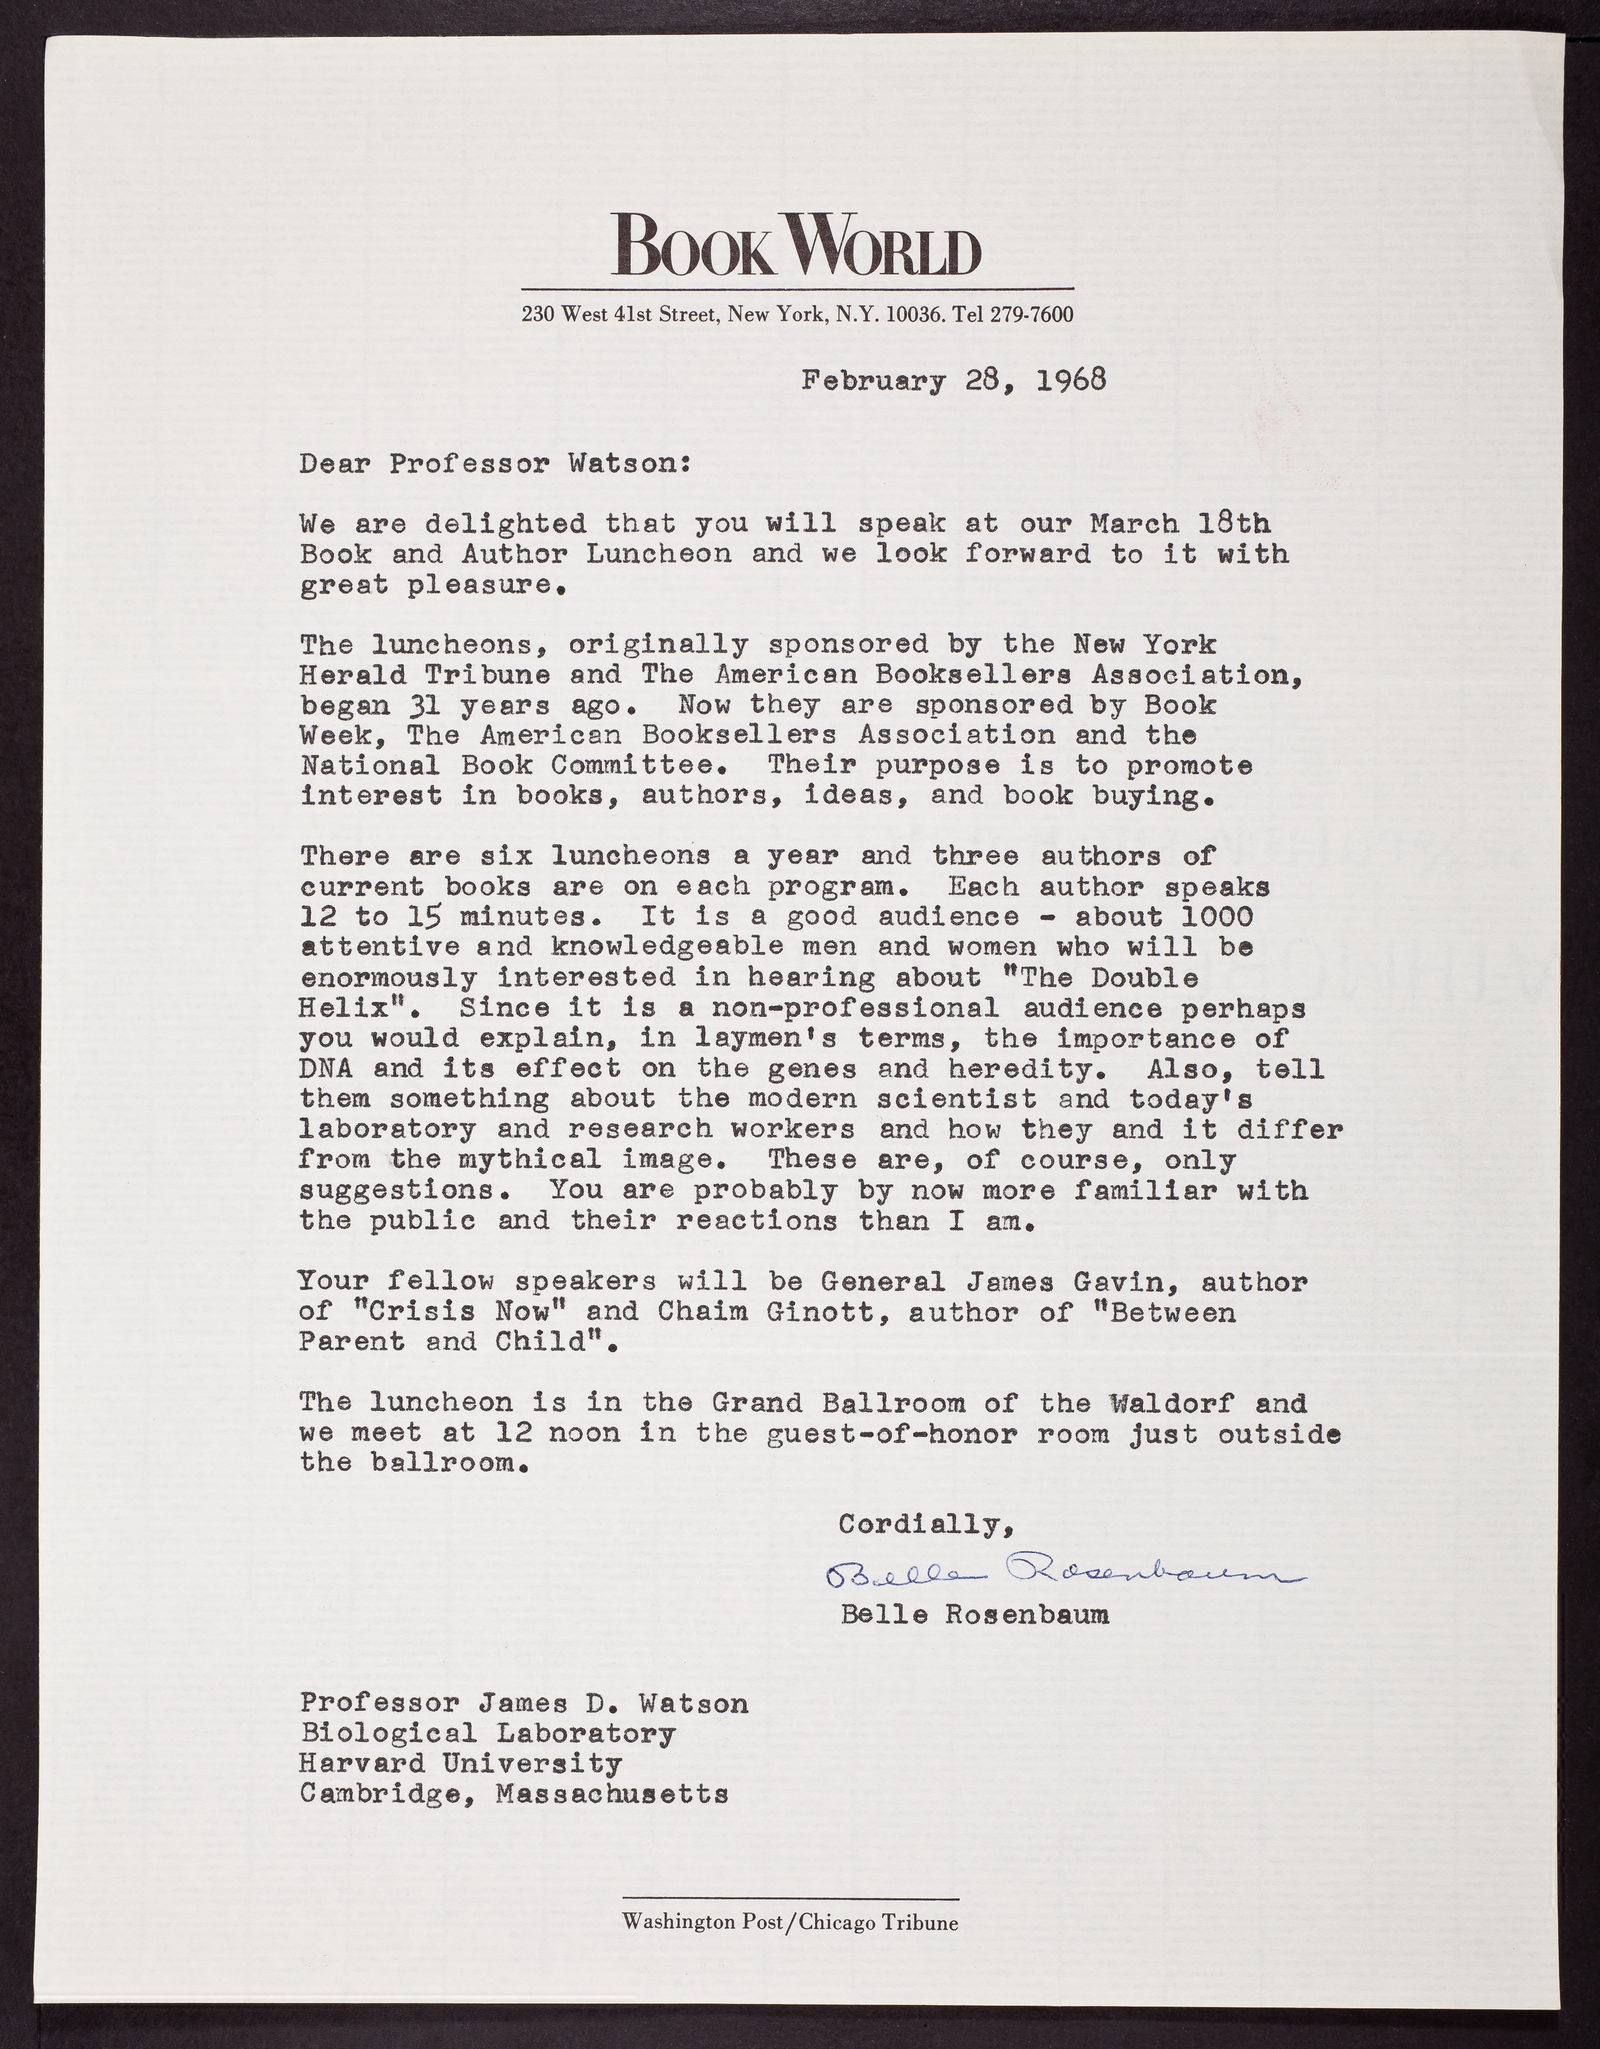 BOOK WORLD
230 West 41st Street, New York, N.Y. 10036. Tel 279-7600
February 28, 1968
Dear Professor Watson:
We are delighted that you will speak at our March 18th
Book and Author Luncheon and we look forward to it with
great pleasure.
The luncheons, originally sponsored by the New York
Herald Tribune and The American Booksellers Association,
began 31 years ago. Now they are sponsored by Book
Week, The American Booksellers Association and the
National Book Committee. Their purpose is to promote
interest in books, authors, ideas, and book buying.
There are six luncheons a year and three authors of
current books are on each program. Each author speaks
12 to 15 minutes. It is a good audience - about 1000
attentive and knowledgeable men and women who will be
enormously interested in hearing about "The Double
Helix". Since it is a non-professional audience perhaps
you would explain, in laymen's terms, the importance of
DNA and its effect on the genes and heredity. Also, tell
them something about the modern scientist and today's
laboratory and research workers and how they and it differ
from the mythical image. These are, of course, only
suggestions. You are probably by now more familiar with
the public and their reactions than I am.
Your fellow speakers will be General James Gavin, author
of "Crisis Now" and Chaim Ginott, author of "Between
Parent and Child".
The luncheon is in the Grand Ballroom of the Waldorf and
we meet at 12 noon in the guest-of-honor room just outside
the ballroom.
Cordially,
Belle Rosenbaum
Belle Rosenbaum
Professor James D. Watson
Biological Laboratory
Harvard University
Cambridge, Massachusetts
Washington Post/Chicago Tribune